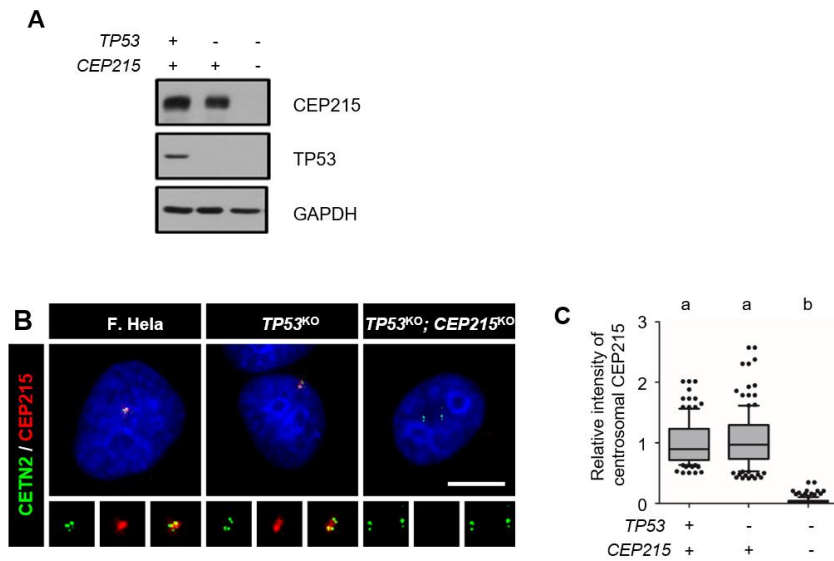 A
TP53 + - -
CEP215 + + -
CEP215
TP53
GAPDH
B
F. Hela TP53KO TP53KO; CEP215KO
CETN2 / CEP215
C
a a b
Relative intensity of
centrosomal CEP215
3
2
1
0
TP53 + - -
CEP215 + + -